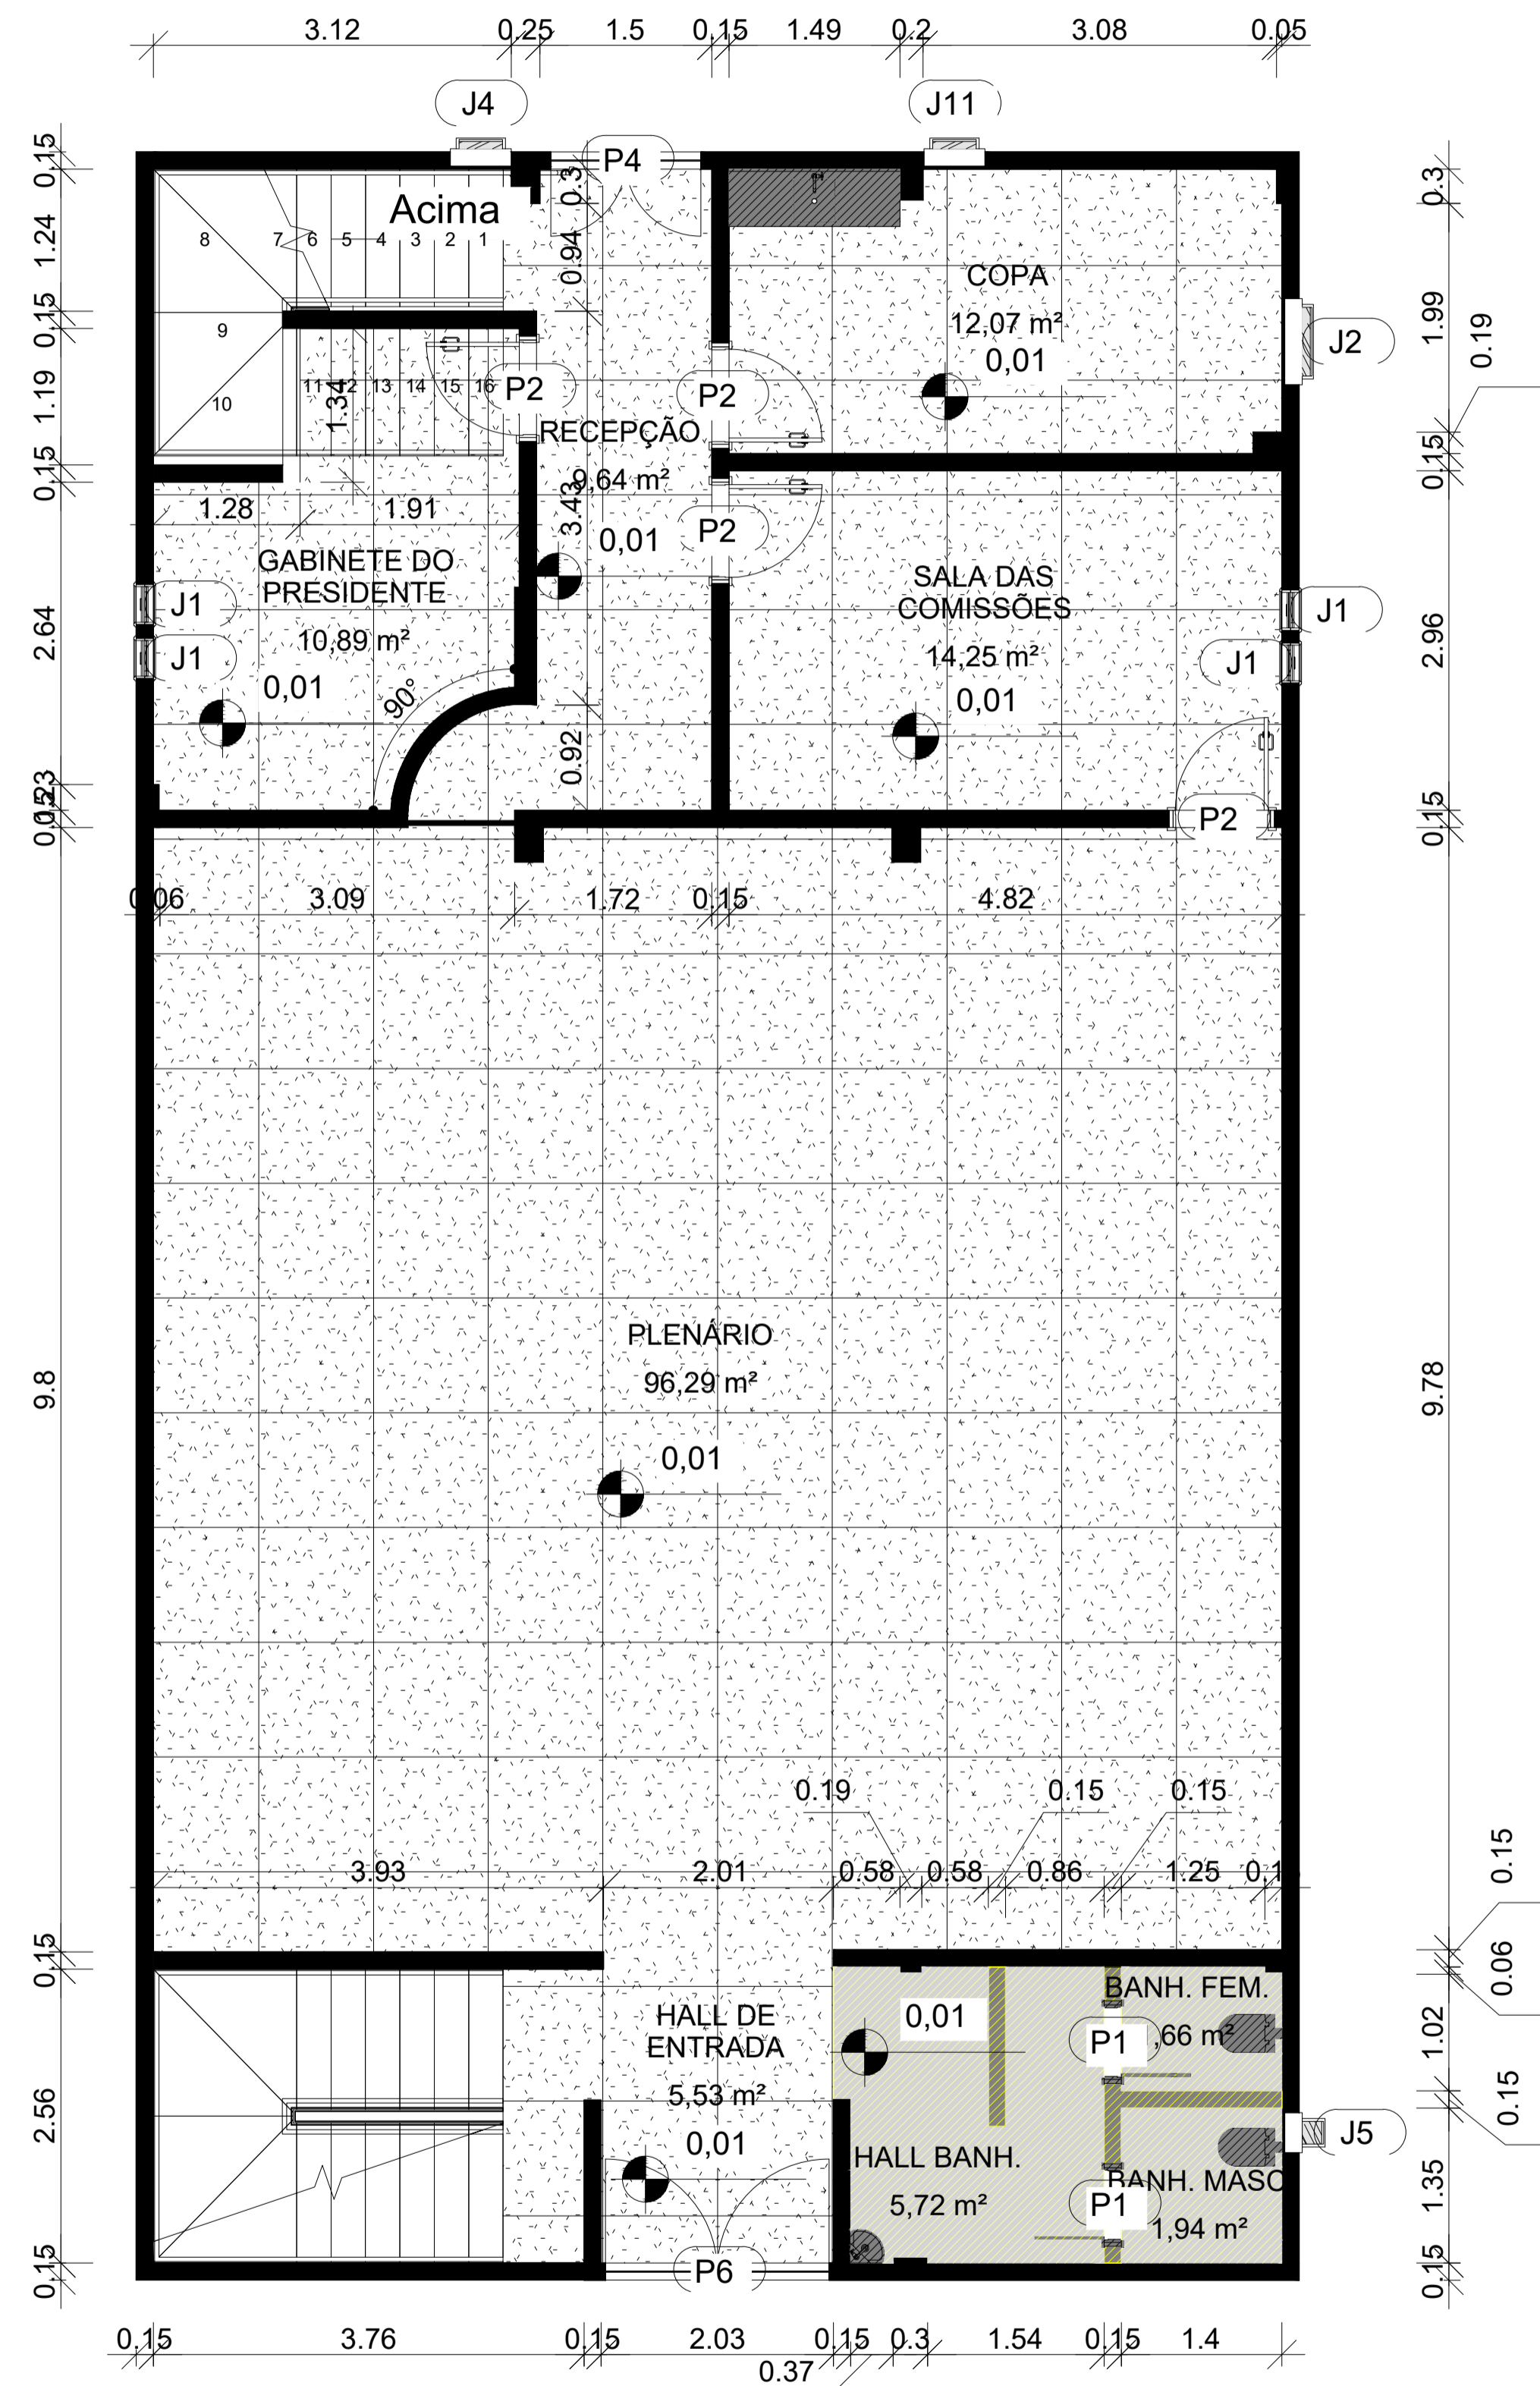 3.12 0.25 1.5 0.15 1.49 0.2 3.08 0.05
J4 J11
P4
0.15 0.3 0.3
Acima
1.24 0.94
8 7 6 5 4 3 2 1
COPA
12,07 m²
0,01
0.15 1.99 0.19
9
J2
1.19
10 11 12 13 14 15 16
1.34
P2 P2
RECEPÇÃO
9,64 m²
0,01
3.43
0.15 0.15
1.28 1.91
P2
GABINETE DO
PRESIDENTE
10,89 m²
0,01
SALA DAS
COMISSÕES
14,25 m²
0,01
J1 J1
J1 J1
2.64 2.96
90°
0.92
0.15 0.15
P2
0.06 3.09 1.72 0.15 4.82
PLENÁRIO
96,29 m²
0,01
9.8 9.78
0.19 0.15 0.15
3.93 2.01 0.58 0.58 0.86 1.25
0.15 0.15
0.06
HALL DE
ENTRADA
5,53 m²
0,01
0,01
BANH. FEM.
,66 m²
P1
1.02
2.56 0.15
J5
HALL BANH.
5,72 m²
BANH. MASC
1,94 m²
P1
1.35
P6
0.15 0.15
0.15 3.76 0.15 2.03 0.15 0.3 1.54 0.15 1.4
0.37